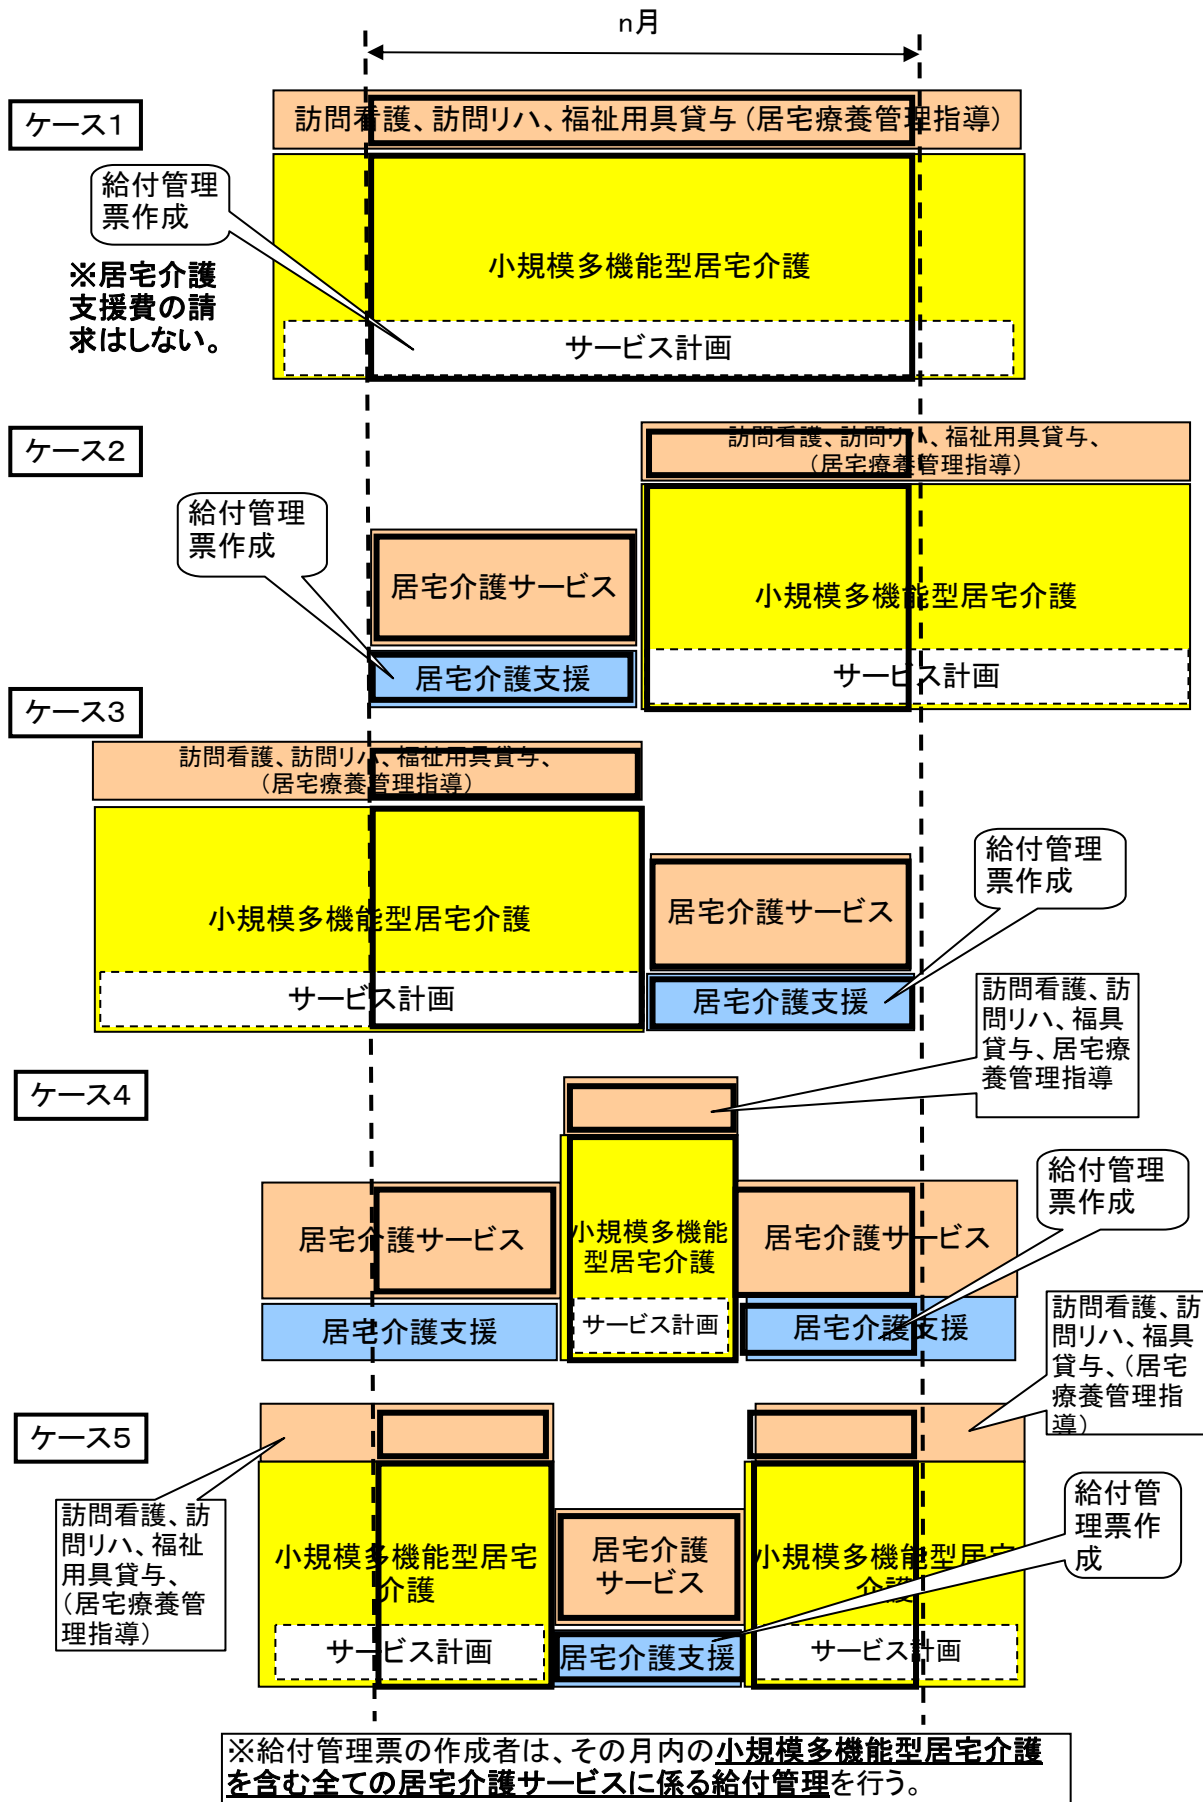 n月
ケース1
訪問看護、訪問リハ、福祉用具貸与（居宅療養管理指導）
給付管理
票作成
※居宅介護
支援費の請
求はしない。
小規模多機能型居宅介護
サービス計画
ケース2
訪問看護、訪問リハ、福祉用具貸与、
（居宅療養管理指導）
給付管理
票作成
居宅介護サービス
小規模多機能型居宅介護
居宅介護支援
サービス計画
ケース3
訪問看護、訪問リハ、福祉用具貸与、
（居宅療養管理指導）
小規模多機能型居宅介護
サービス計画
居宅介護サービス
居宅介護支援
給付管理
票作成
ケース4
訪問看護、訪
問リハ、福具
貸与、居宅療
養管理指導
居宅介護サービス
居宅介護支援
小規模多機能
型居宅介護
サービス計画
居宅介護サービス
居宅介護支援
給付管理
票作成
ケース5
訪問看護、訪
問リハ、福具
貸与、（居宅
療養管理指
導）
訪問看護、訪
問リハ、福祉
用具貸与、
（居宅療養管
理指導）
小規模多機能型居宅
介護
サービス計画
居宅介護
サービス
居宅介護支援
小規模多機能型居宅
介護
サービス計画
給付管
理票作
成
※給付管理票の作成者は、その月内の小規模多機能型居宅介護
を含む全ての居宅介護サービスに係る給付管理を行う。